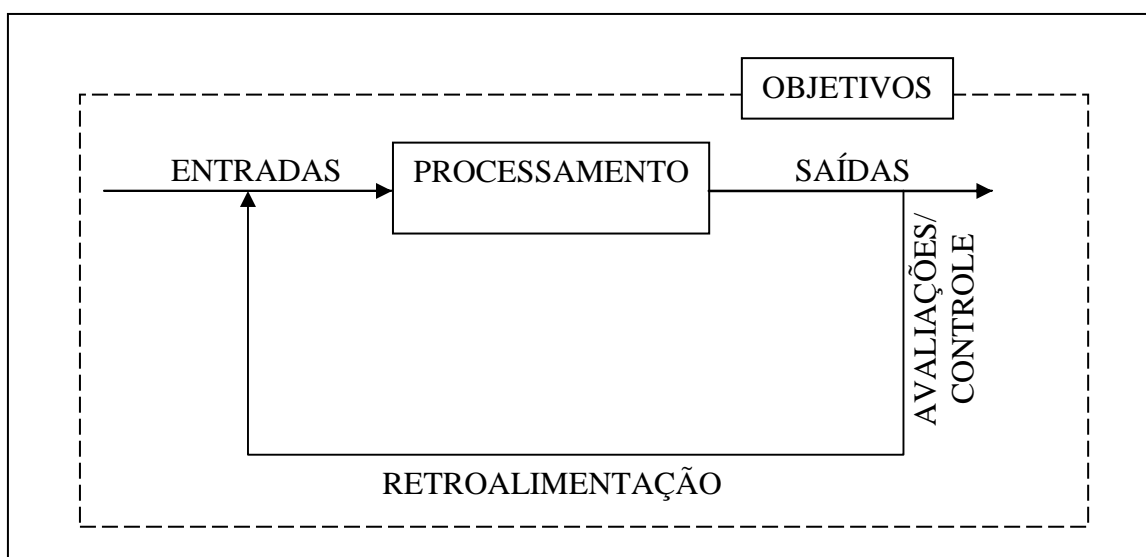 OBJETIVOS
ENTRADAS
PROCESSAMENTO
SAÍDAS
AVALIAÇÕES/
CONTROLE
RETROALIMENTAÇÃO